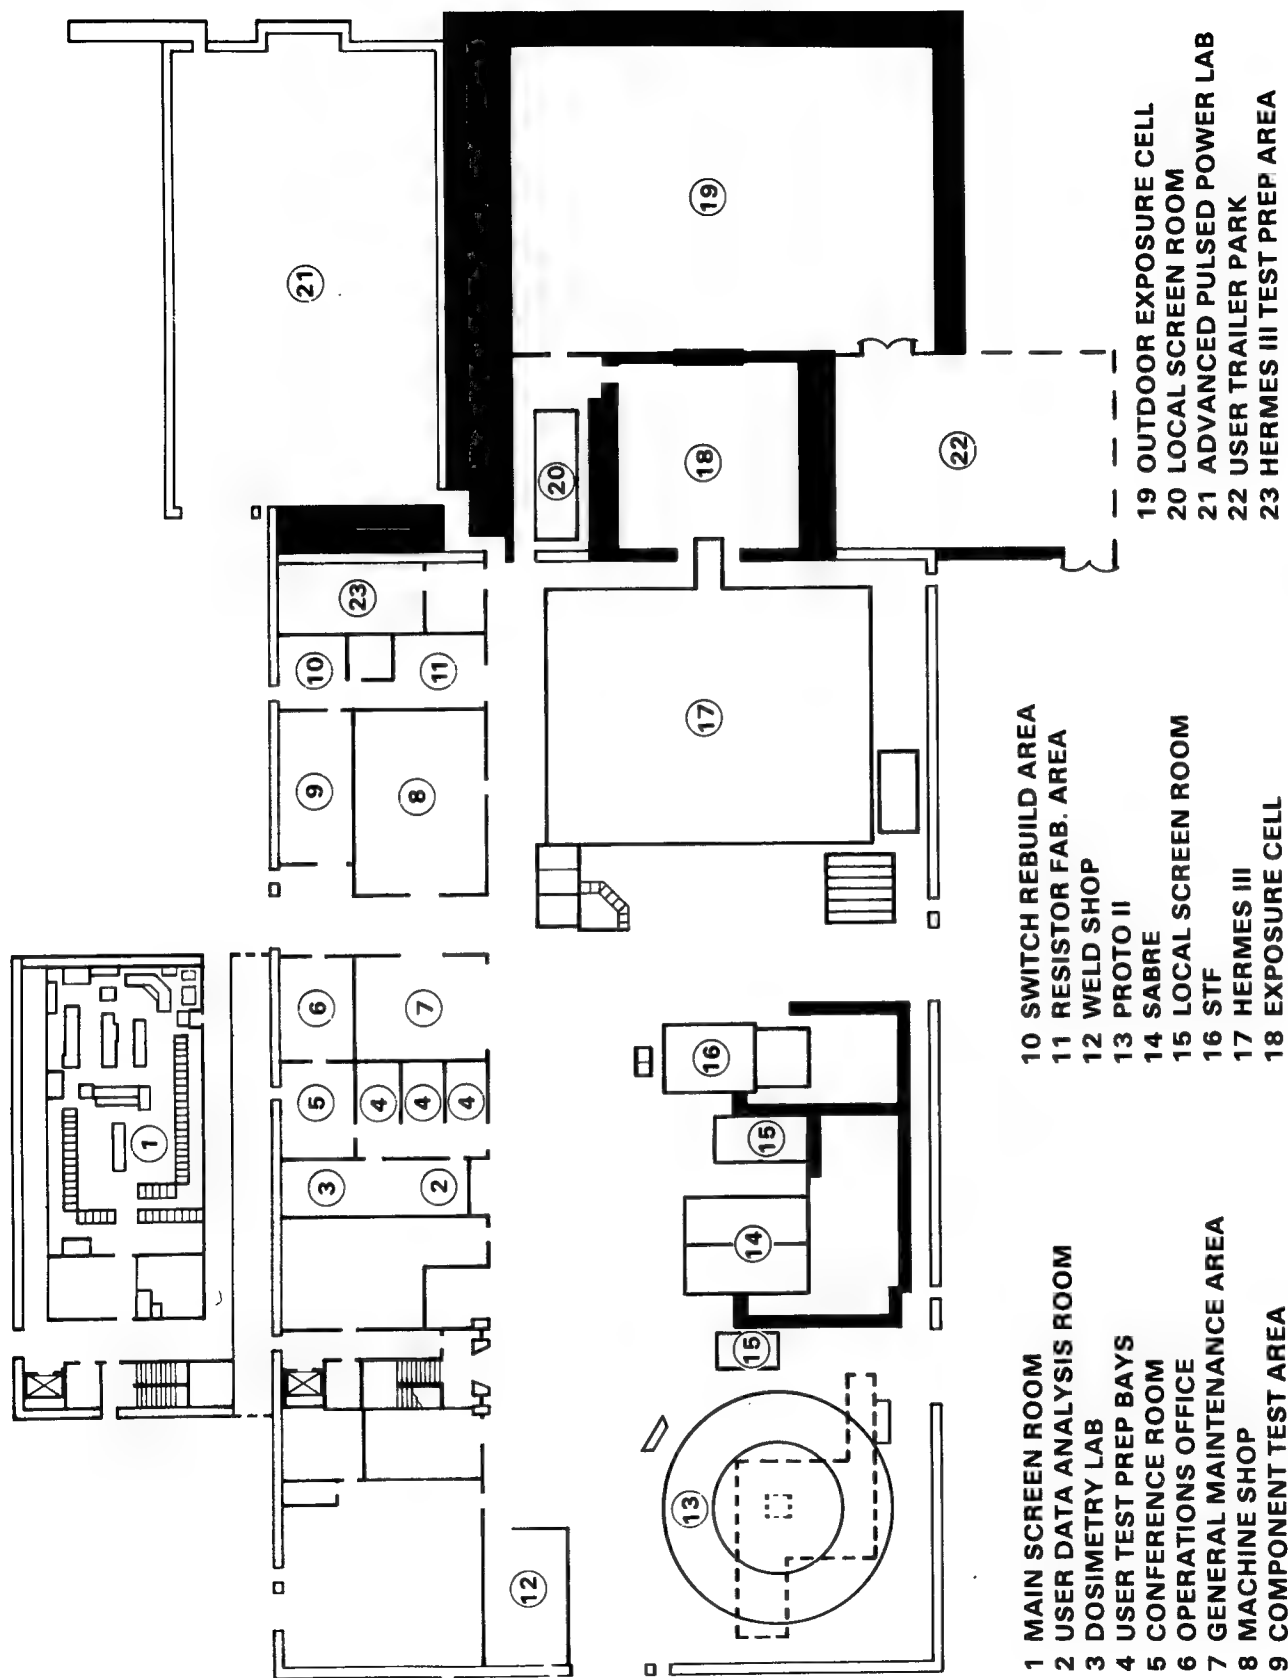 1
2
3
4
4
4
5
6
7
8
9
10
11
12
13
14
15
15
16
17
18
19
20
21
22
23
1 MAIN SCREEN ROOM
2 USER DATA ANALYSIS ROOM
3 DOSIMETRY LAB
4 USER TEST PREP BAYS
5 CONFERENCE ROOM
6 OPERATIONS OFFICE
7 GENERAL MAINTENANCE AREA
8 MACHINE SHOP
9 COMPONENT TEST AREA
10 SWITCH REBUILD AREA
11 RESISTOR FAB. AREA
12 WELD SHOP
13 PROTO II
14 SABRE
15 LOCAL SCREEN ROOM
16 STF
17 HERMES III
18 EXPOSURE CELL
19 OUTDOOR EXPOSURE CELL
20 LOCAL SCREEN ROOM
21 ADVANCED PULSED POWER LAB
22 USER TRAILER PARK
23 HERMES III TEST PREP AREA